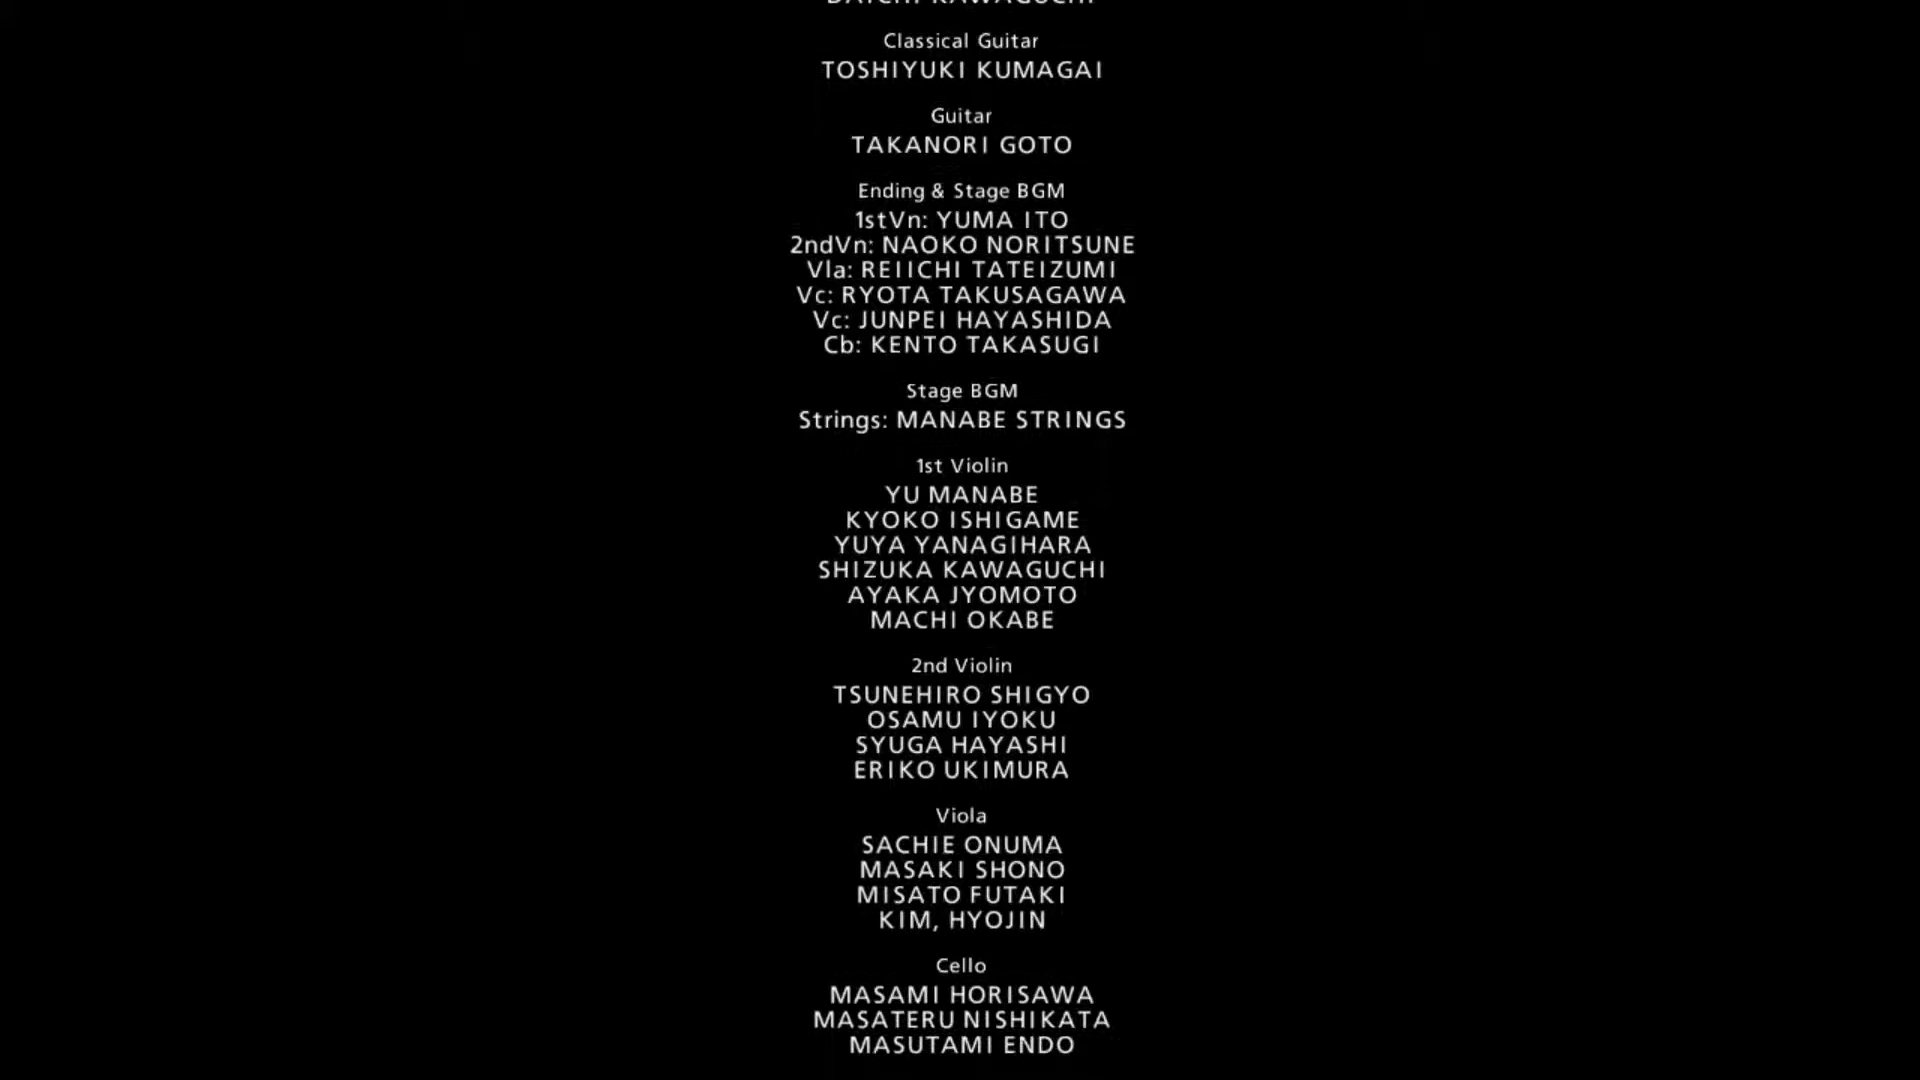 DAICHI KAWAGUCHI
Classical Guitar
TOSHIYUKI KUMAGAI
Guitar
TAKANORI GOTO
Ending & Stage BGM
1stVn: YUMA ITO
2ndVn: NAOKO NORITSUNE
Vla: REIICHI TATEIZUMI
Vc: RYOTA TAKUSAGAWA
Vc: JUNPEI HAYASHIDA
Cb: KENTO TAKASUGI
Stage BGM
Strings: MANABE STRINGS
1st Violin
YU MANABE
KYOKO ISHIGAME
YUYA YANAGIHARA
SHIZUKA KAWAGUCHI
AYAKA JYOMOTO
MACHI OKABE
2nd Violin
TSUNEHIRO SHIGYO
OSAMU IYOKU
SYUGA HAYASHI
ERIKO UKIMURA
Viola
SACHIE ONUMA
MASAKI SHONO
MISATO FUTAKI
KIM, HYOJIN
Cello
MASAMI HORISAWA
MASATERU NISHIKATA
MASUTAMI ENDO